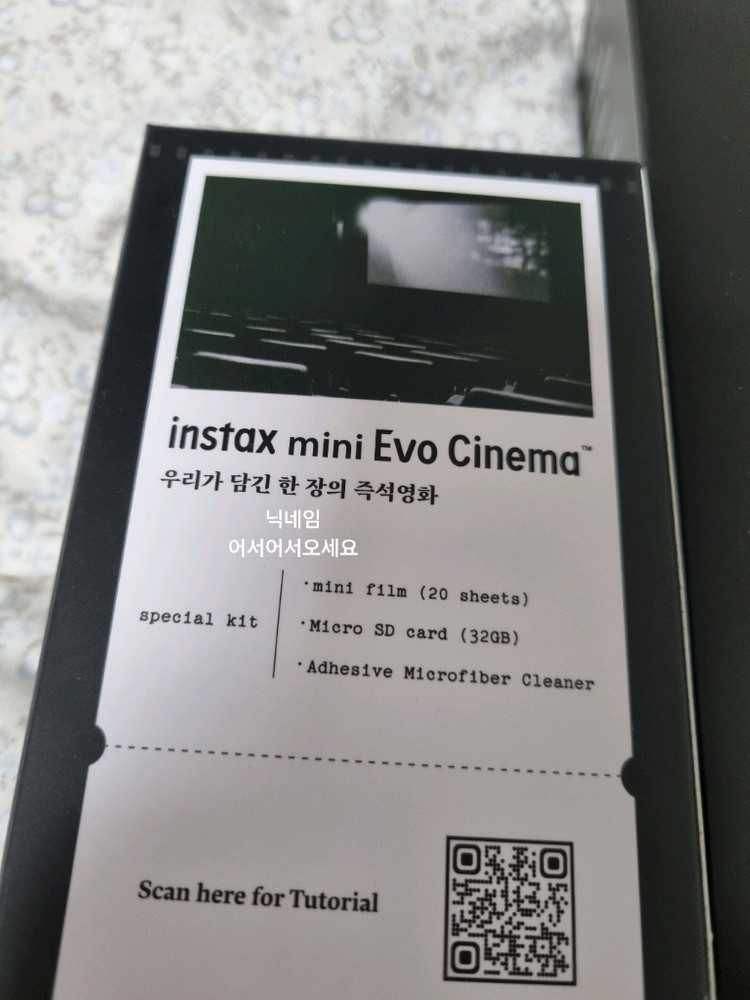 instax mini Evo Cinema™
우리가 담긴 한 장의 즉석영화
닉네임
어서어서오세요
special kit
·mini film (20 sheets)
·Micro SD card (32GB)
·Adhesive Microfiber Cleaner
Scan here for Tutorial